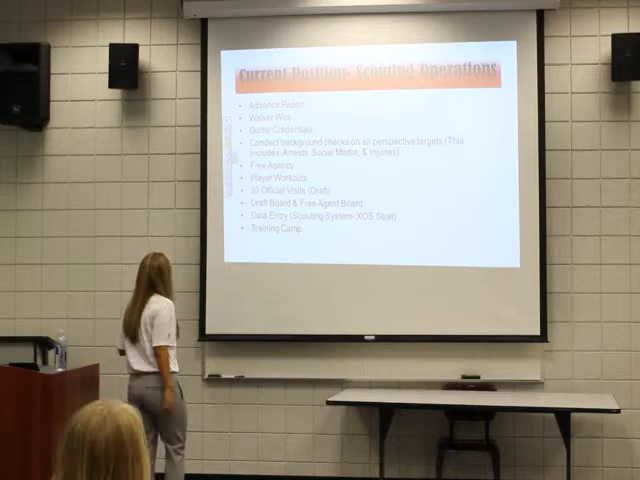 Current Position- Scouting Operations
• Advance Report
• Waiver Wire
• Game Credentials
• Conduct background checks on all perspective targets (This
Includes: Arrests, Social Media, & Injuries)
• Free Agency
• Player Workouts
• 30 Official Visits (Draft)
• Draft Board & Free Agent Board
• Data Entry (Scouting System- XOS Strat)
• Training Camp